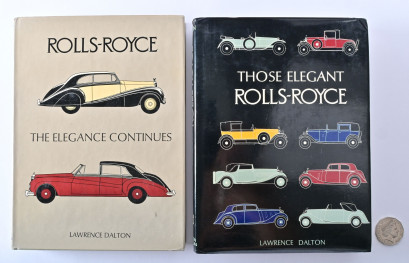 ROLLS-ROYCE
THE ELEGANCE CONTINUES
LAWRENCE DALTON
THOSE ELEGANT
ROLLS-ROYCE
LAWRENCE DALTON